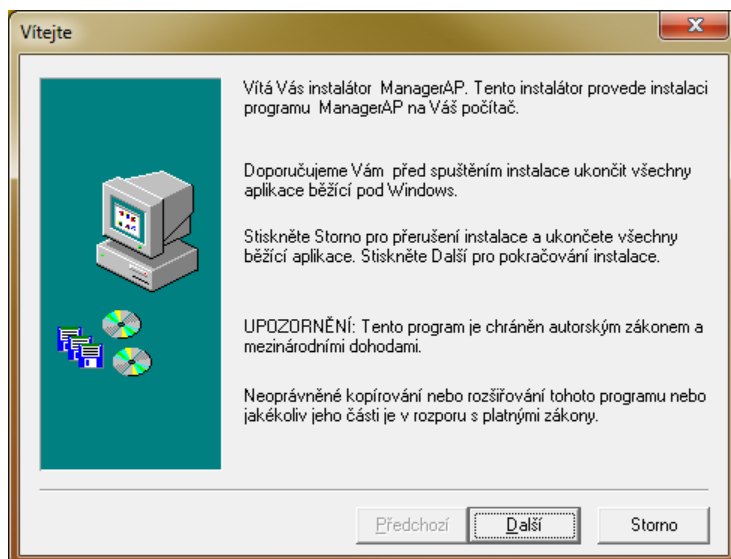 Vítejte
Vítá Vás instalátor  ManagerAP. Tento instalátor provede instalaci
programu  ManagerAP na Váš počítač.
Doporučujeme Vám  před spuštěním instalace ukončit všechny
aplikace běžící pod Windows.
Stiskněte Storno pro přerušení instalace a ukončete všechny
běžící aplikace. Stiskněte Další pro pokračování instalace.
UPOZORNĚNÍ: Tento program je chráněn autorským zákonem a
mezinárodními dohodami.
Neoprávněné kopírování nebo rozšiřování tohoto programu nebo
jakékoliv jeho části je v rozporu s platnými zákony.
Předchozí Další Storno